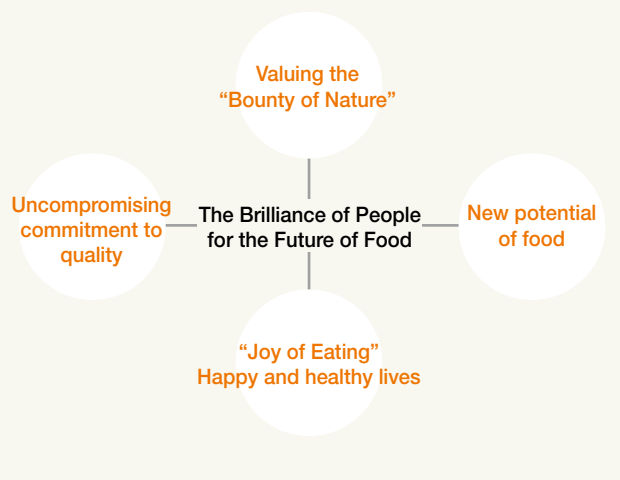 Valuing the
“Bounty of Nature”
Uncompromising
commitment to
quality
The Brilliance of People
for the Future of Food
New potential
of food
“Joy of Eating”
Happy and healthy lives